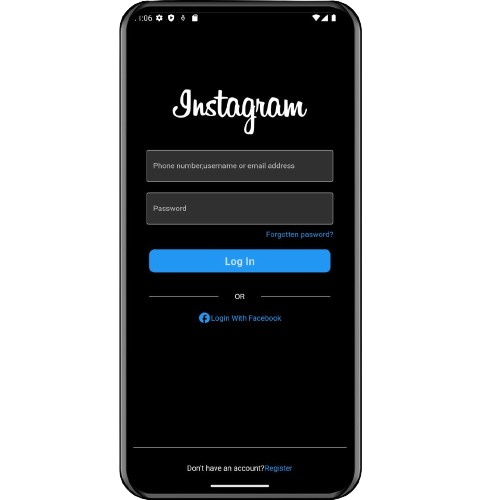 1:06
Instagram
Phone number,username or email address
Password
Forgotten pasword?
Log In
OR
Login With Facebook
Don't have an account?Register